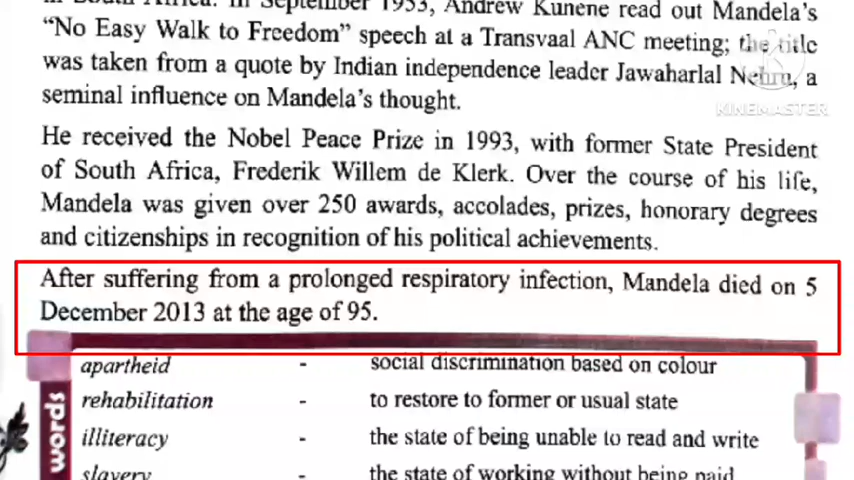 in South Africa. In September 1953, Andrew Kunene read out Mandela's
"No Easy Walk to Freedom" speech at a Transvaal ANC meeting; the title
was taken from a quote by Indian independence leader Jawaharlal Nehru, a
seminal influence on Mandela's thought.
KINEMASTER
He received the Nobel Peace Prize in 1993, with former State President
of South Africa, Frederik Willem de Klerk. Over the course of his life,
Mandela was given over 250 awards, accolades, prizes, honorary degrees
and citizenships in recognition of his political achievements.
After suffering from a prolonged respiratory infection, Mandela died on 5
December 2013 at the age of 95.
words
apartheid - social discrimination based on colour
rehabilitation - to restore to former or usual state
illiteracy - the state of being unable to read and write
slavery - the state of working without being paid